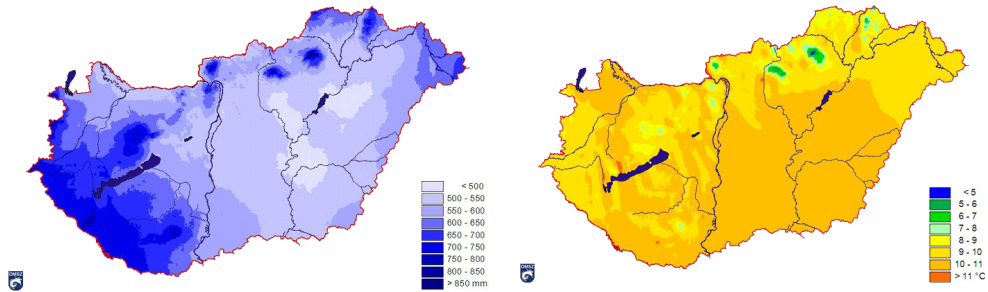 < 500
500 - 550
550 - 600
600 - 650
650 - 700
700 - 750
750 - 800
800 - 850
> 850 mm
OMSZ
< 5
5 - 6
6 - 7
7 - 8
8 - 9
9 - 10
10 - 11
> 11 °C
OMSZ